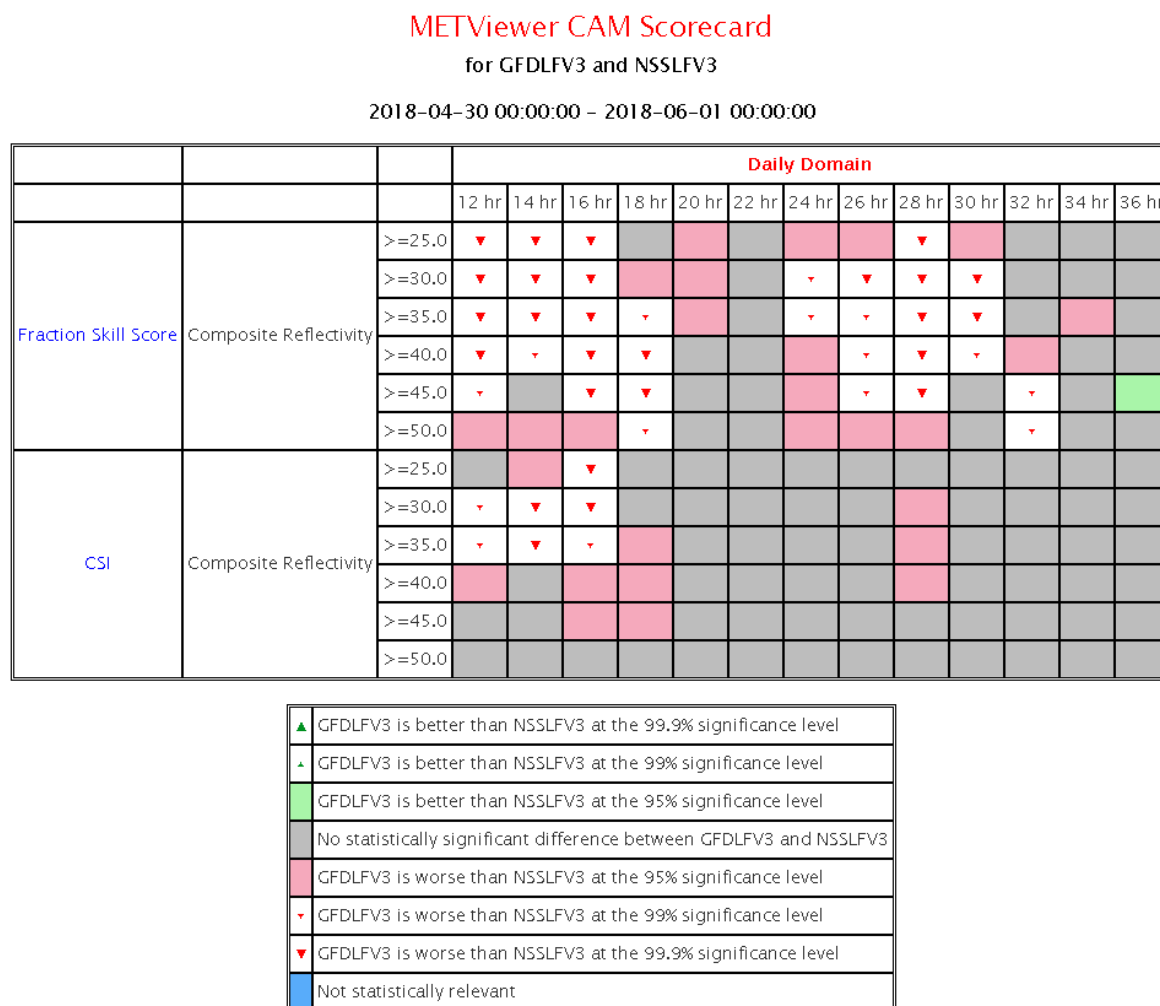 METViewer CAM Scorecard
for GFDLFV3 and NSSLFV3
2018-04-30 00:00:00 - 2018-06-01 00:00:00
Daily Domain
12 hr 14 hr 16 hr 18 hr 20 hr 22 hr 24 hr 26 hr 28 hr 30 hr 32 hr 34 hr 36 hr
Fraction Skill Score Composite Reflectivity
>=25.0
>=30.0
>=35.0
>=40.0
>=45.0
>=50.0
CSI Composite Reflectivity
>=25.0
>=30.0
>=35.0
>=40.0
>=45.0
>=50.0
GFDLFV3 is better than NSSLFV3 at the 99.9% significance level
GFDLFV3 is better than NSSLFV3 at the 99% significance level
GFDLFV3 is better than NSSLFV3 at the 95% significance level
No statistically significant difference between GFDLFV3 and NSSLFV3
GFDLFV3 is worse than NSSLFV3 at the 95% significance level
GFDLFV3 is worse than NSSLFV3 at the 99% significance level
GFDLFV3 is worse than NSSLFV3 at the 99.9% significance level
Not statistically relevant